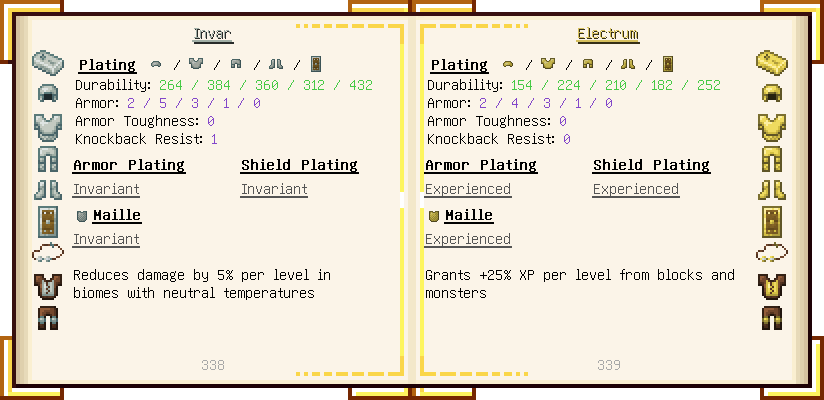 Invar
Plating / / / /
Durability: 264 / 384 / 360 / 312 / 432
Armor: 2 / 5 / 3 / 1 / 0
Armor Toughness: 0
Knockback Resist: 1
Armor Plating Shield Plating
Invariant Invariant
Maille
Invariant
Reduces damage by 5% per level in
biomes with neutral temperatures
338
Electrum
Plating / / / /
Durability: 154 / 224 / 210 / 182 / 252
Armor: 2 / 4 / 3 / 1 / 0
Armor Toughness: 0
Knockback Resist: 0
Armor Plating Shield Plating
Experienced Experienced
Maille
Experienced
Grants +25% XP per level from blocks and
monsters
339